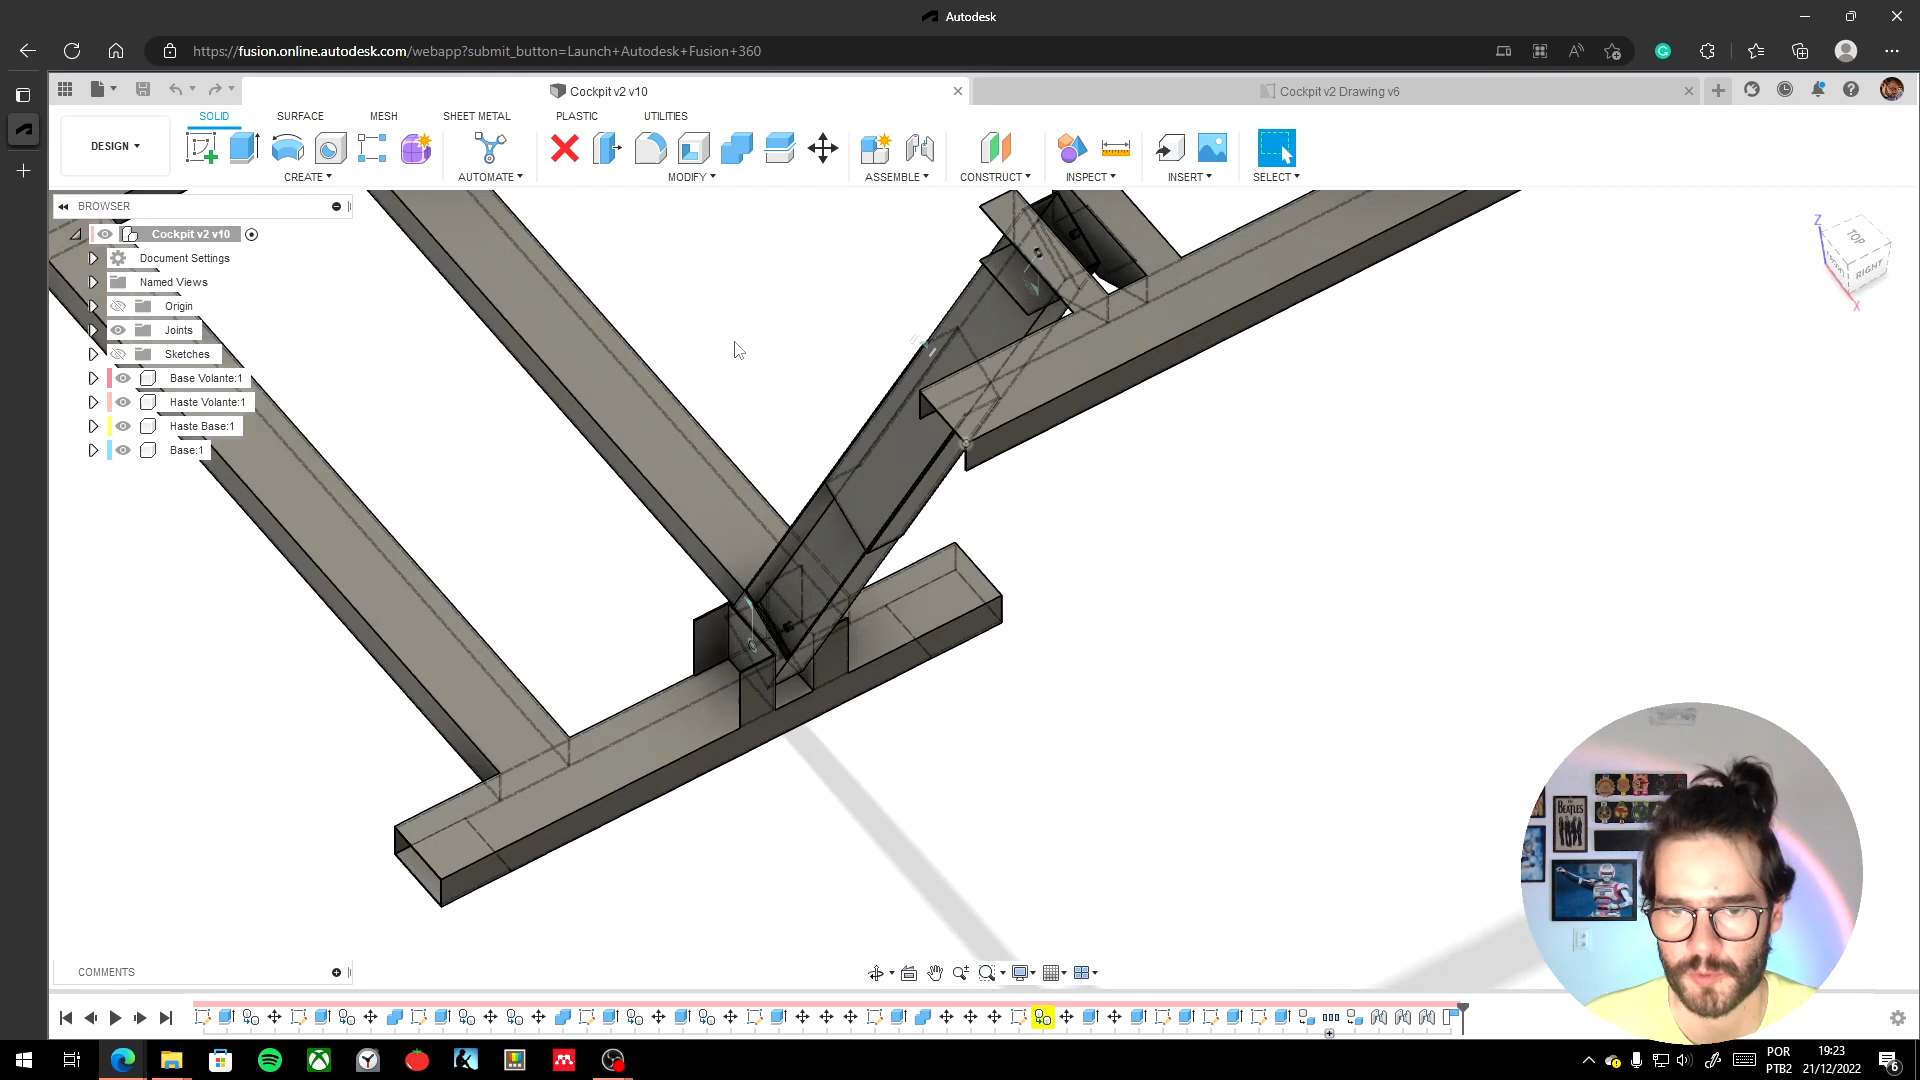 Autodesk
https://fusion.online.autodesk.com/webapp?submit_button=Launch+Autodesk+Fusion+360
Cockpit v2 v10
Cockpit v2 Drawing v6
SOLID
SURFACE
MESH
SHEET METAL
PLASTIC
UTILITIES
DESIGN
CREATE
AUTOMATE
MODIFY
ASSEMBLE
CONSTRUCT
INSPECT
INSERT
SELECT
BROWSER
Cockpit v2 v10
Document Settings
Named Views
Origin
Joints
Sketches
Base Volante:1
Haste Volante:1
Haste Base:1
Base:1
Z
TOP
RIGHT
X
THE BEATLES
COMMENTS
POR
PTB2
19:23
21/12/2022
6